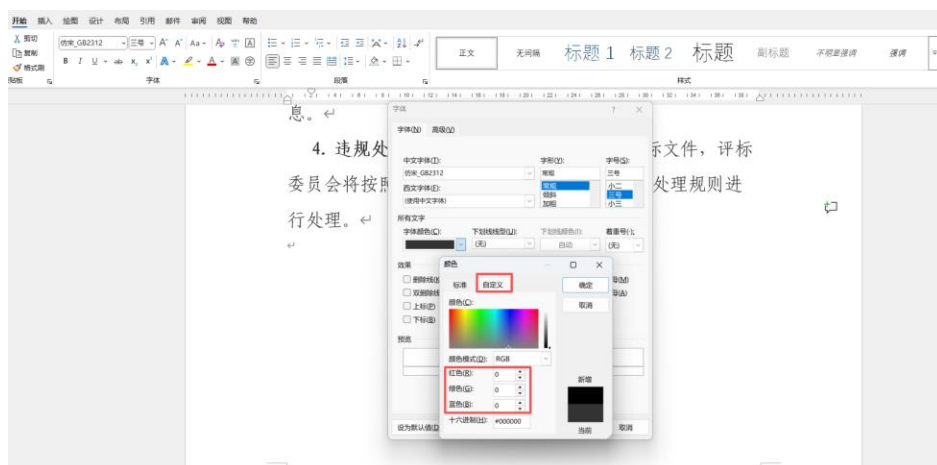 开始 插入 绘图 设计 布局 引用 邮件 审阅 视图 帮助
剪切
复制
格式刷
仿宋_GB2312 三号 A^ Aa
B I U ab x₂ x² A A
正文 无间隔 标题 1 标题 2 标题 副标题 不明显强调 强调
字体 段落 样式
息。
4. 违规处 标文件，评标
委员会将按照 处理规则进
行处理。
字体 ? ×
字体(N) 高级(V)
中文字体(T): 字形(Y): 字号(S):
仿宋_GB2312 常规 三号
西文字体(F): 常规 小二
(使用中文字体) 倾斜 三号
加粗 小三
所有文字
字体颜色(C): 下划线线型(U): 下划线颜色(I): 着重号(·):
(无) 自动 (无)
效果
删除线(K)
双删除线
上标(P)
下标(B)
预览
设为默认值(D) 取消
颜色
标准 自定义 确定
颜色(C): 取消
颜色模式(D): RGB
红色(R): 0
绿色(G): 0 新增
蓝色(B): 0
十六进制(H): #000000
当前